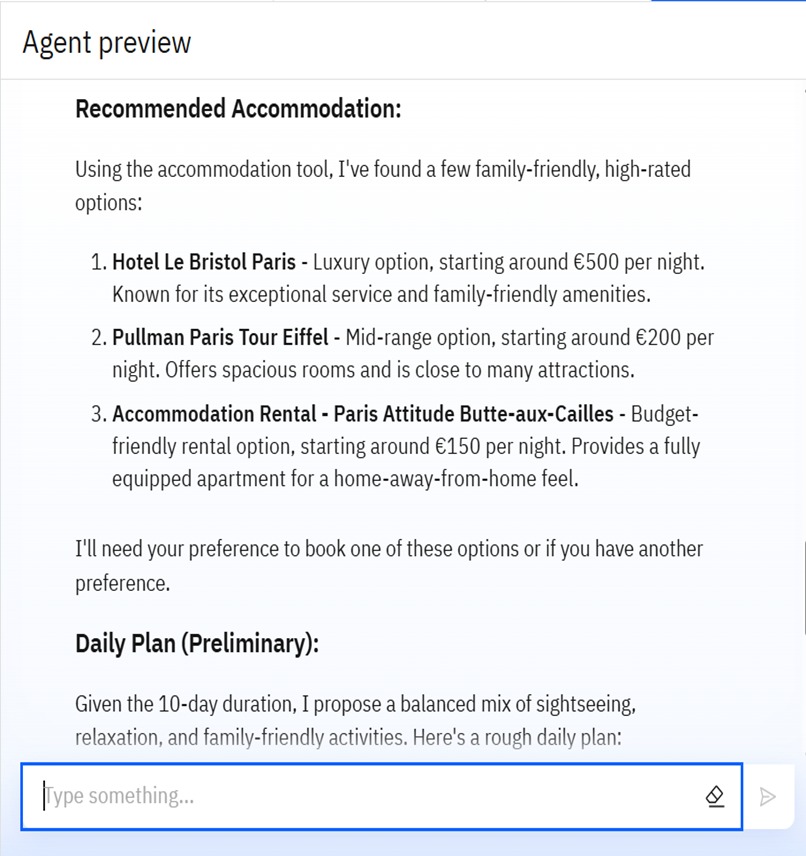 Agent preview
Recommended Accommodation:
Using the accommodation tool, I've found a few family-friendly, high-rated
options:
1. Hotel Le Bristol Paris - Luxury option, starting around €500 per night.
Known for its exceptional service and family-friendly amenities.
2. Pullman Paris Tour Eiffel - Mid-range option, starting around €200 per
night. Offers spacious rooms and is close to many attractions.
3. Accommodation Rental - Paris Attitude Butte-aux-Cailles - Budget-
friendly rental option, starting around €150 per night. Provides a fully
equipped apartment for a home-away-from-home feel.
I'll need your preference to book one of these options or if you have another
preference.
Daily Plan (Preliminary):
Given the 10-day duration, I propose a balanced mix of sightseeing,
relaxation, and family-friendly activities. Here's a rough daily plan:
Type something...